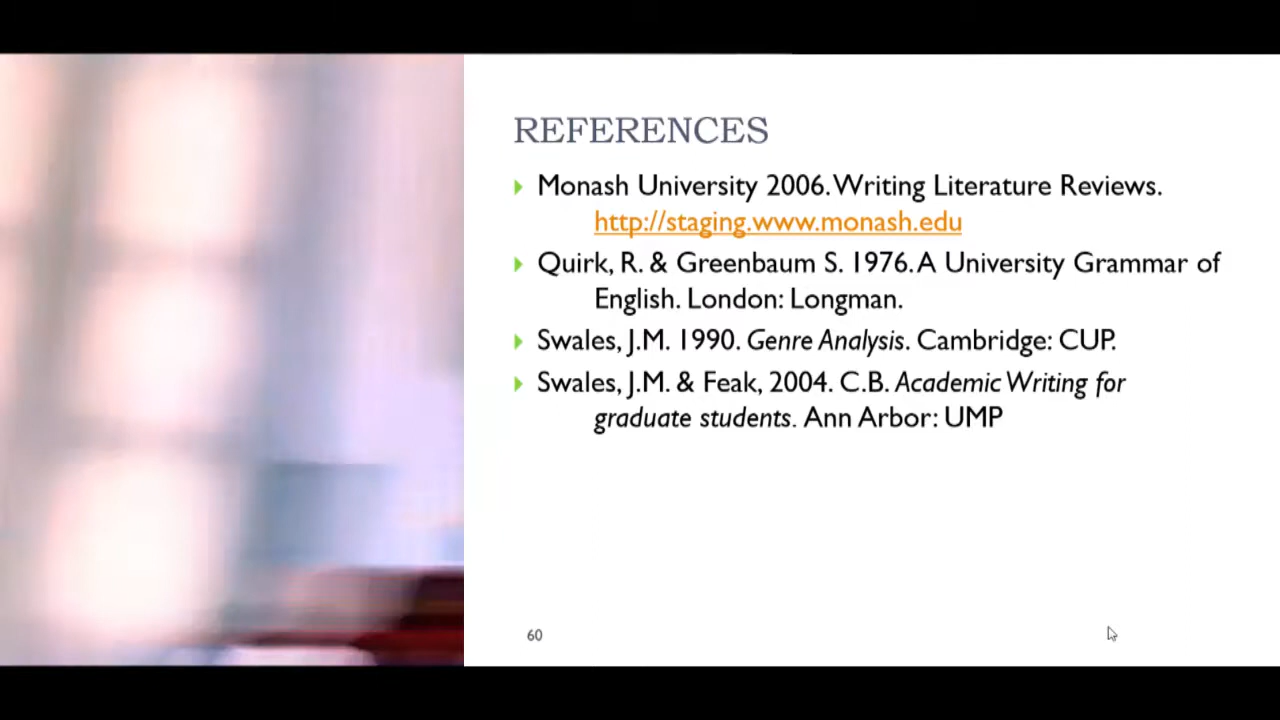 REFERENCES
Monash University 2006. Writing Literature Reviews.
http://staging.www.monash.edu
Quirk, R. & Greenbaum S. 1976. A University Grammar of
English. London: Longman.
Swales, J.M. 1990. Genre Analysis. Cambridge: CUP.
Swales, J.M. & Feak, 2004. C.B. Academic Writing for
graduate students. Ann Arbor: UMP
60